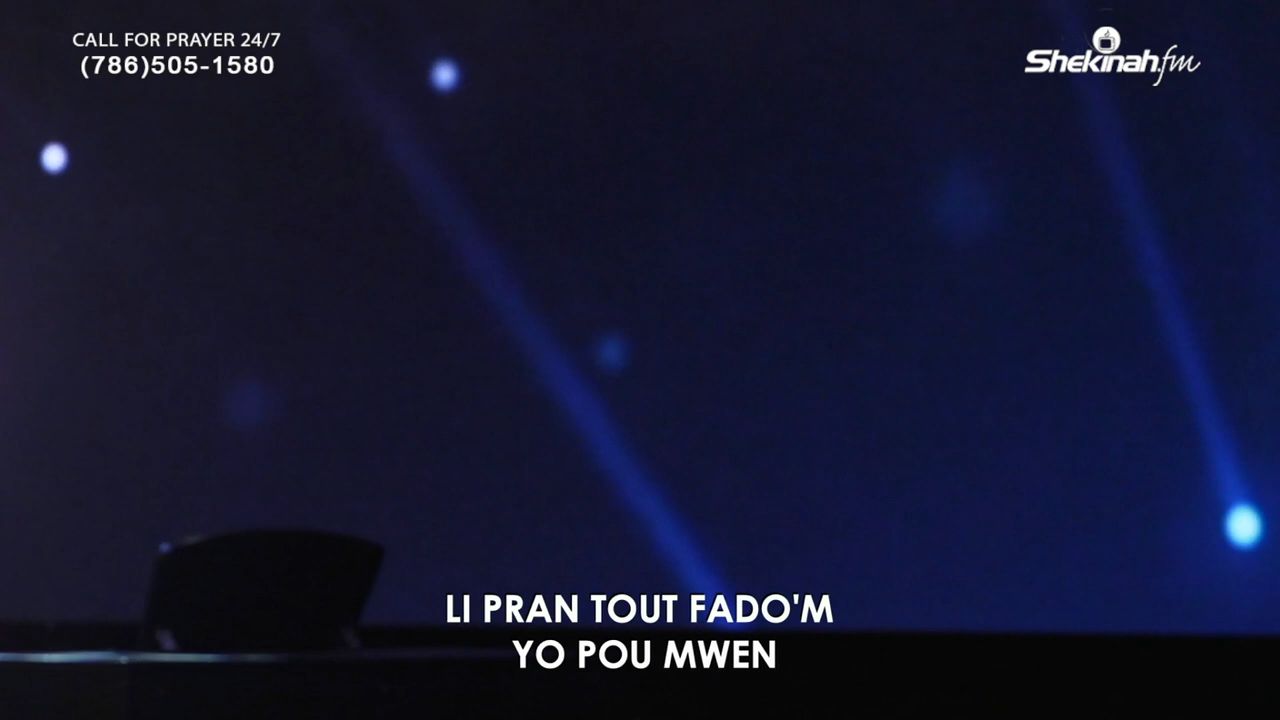 CALL FOR PRAYER 24/7
(786)505-1580
Shekinah.fm
LI PRAN TOUT FADO'M
YO POU MWEN